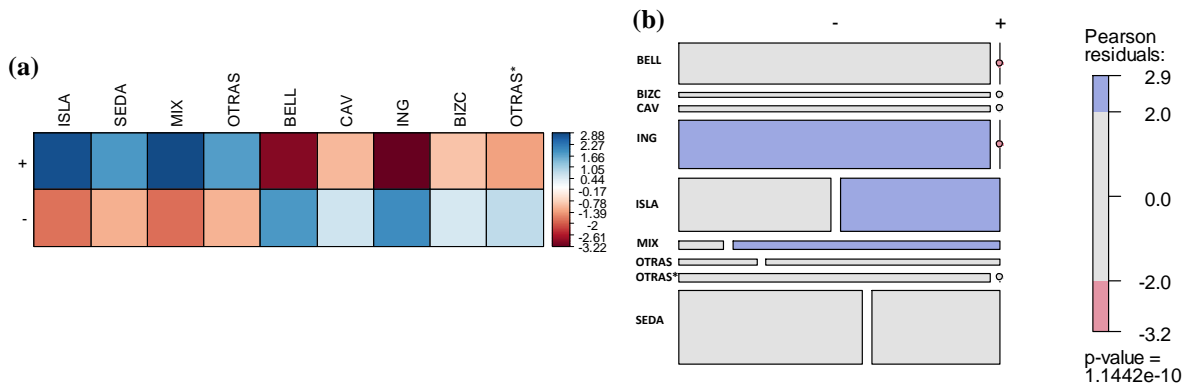 (a)
ISLA
SEDA
MIX
OTRAS
BELL
CAV
ING
BIZC
OTRAS*
+
-
2.88
2.27
1.66
1.05
0.44
-0.17
-0.78
-1.39
-2
-2.61
-3.22
(b)
- +
BELL
BIZC
CAV
ING
ISLA
MIX
OTRAS
OTRAS*
SEDA
Pearson
residuals:
2.9
2.0
0.0
-2.0
-3.2
p-value =
1.1442e-10